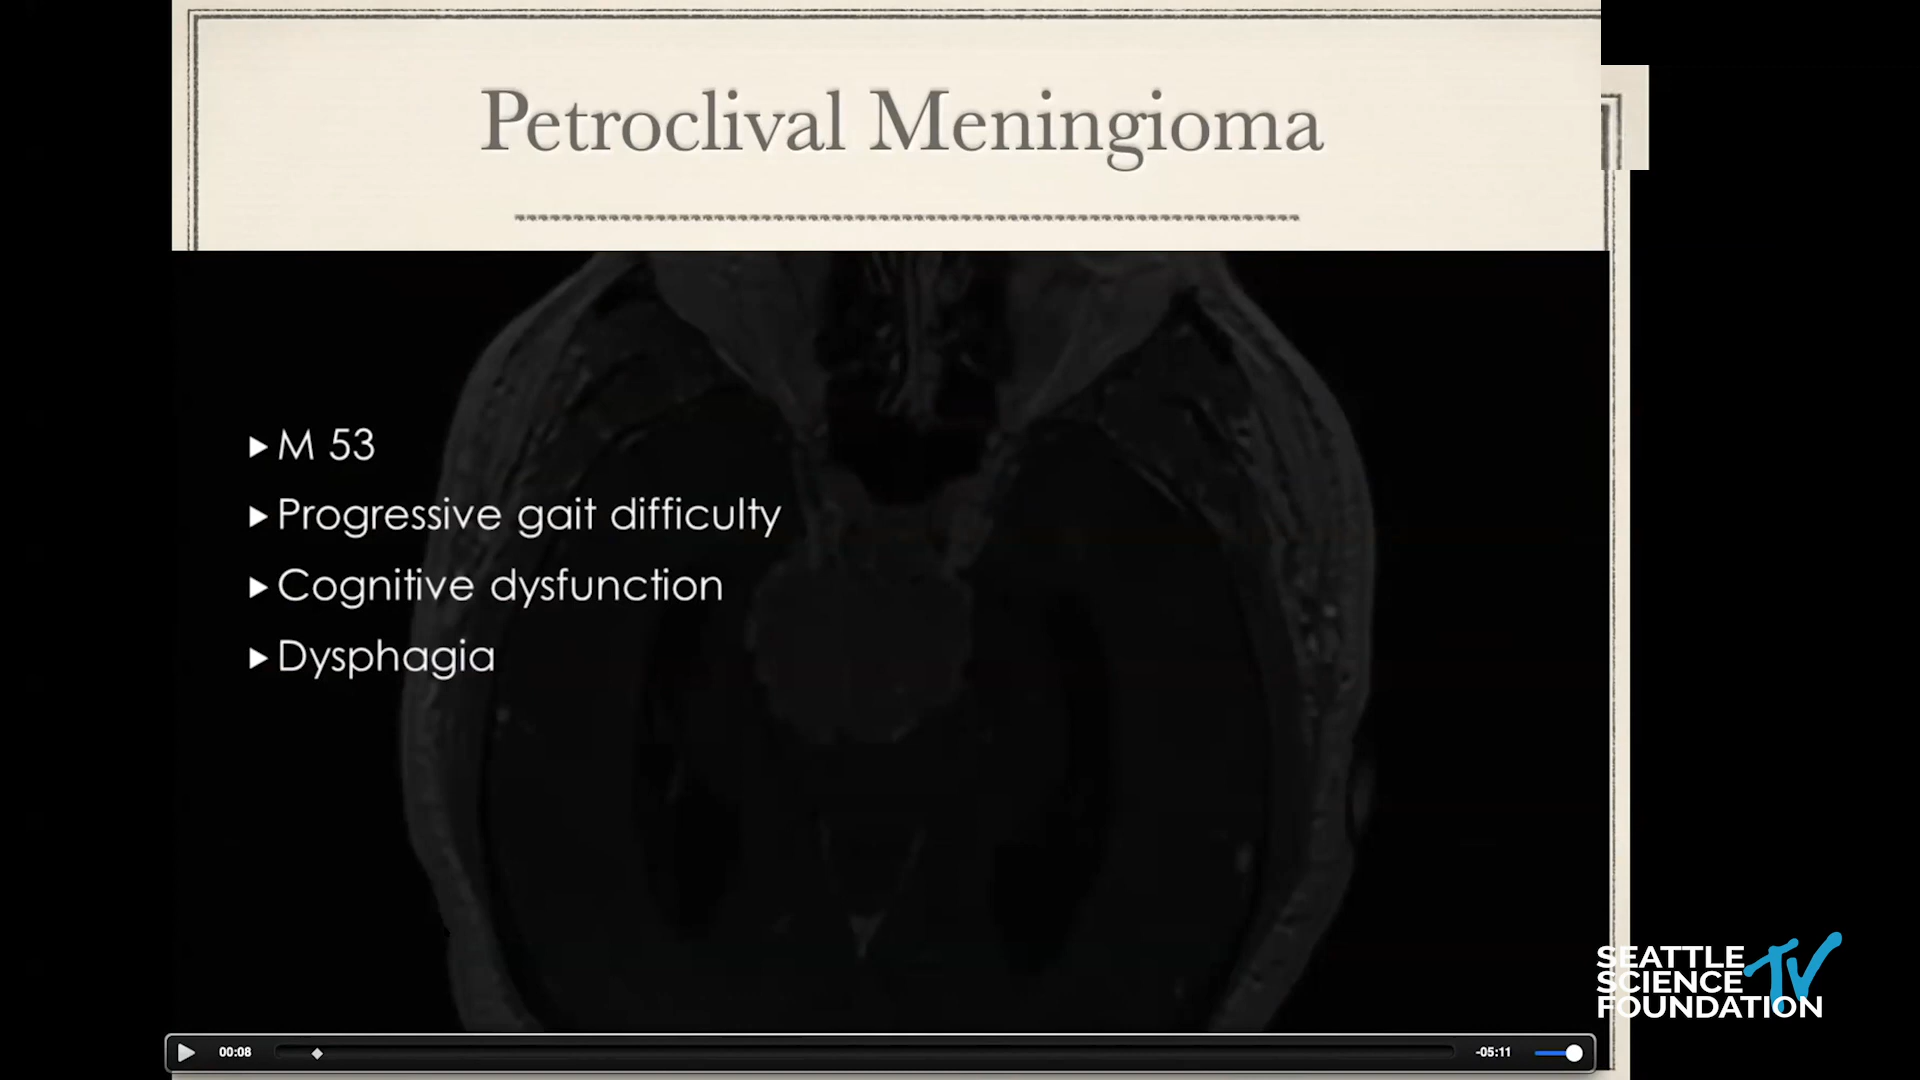 Petroclival Meningioma
M 53
Progressive gait difficulty
Cognitive dysfunction
Dysphagia
SEATTLE
SCIENCE TV
FOUNDATION
00:08
-05:11